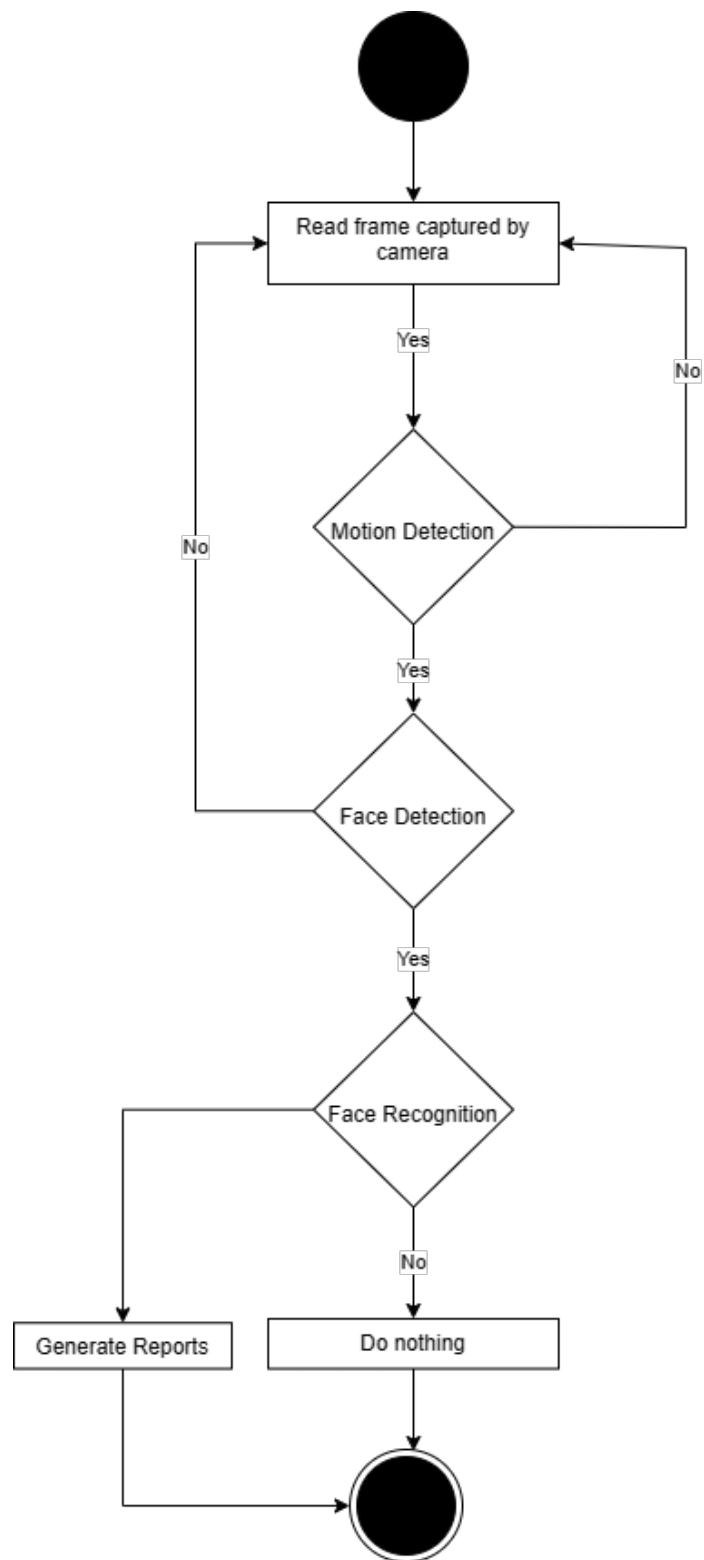 Read frame captured by
camera
Yes
No
Motion Detection
No
Yes
Face Detection
Yes
Face Recognition
No
Generate Reports
Do nothing